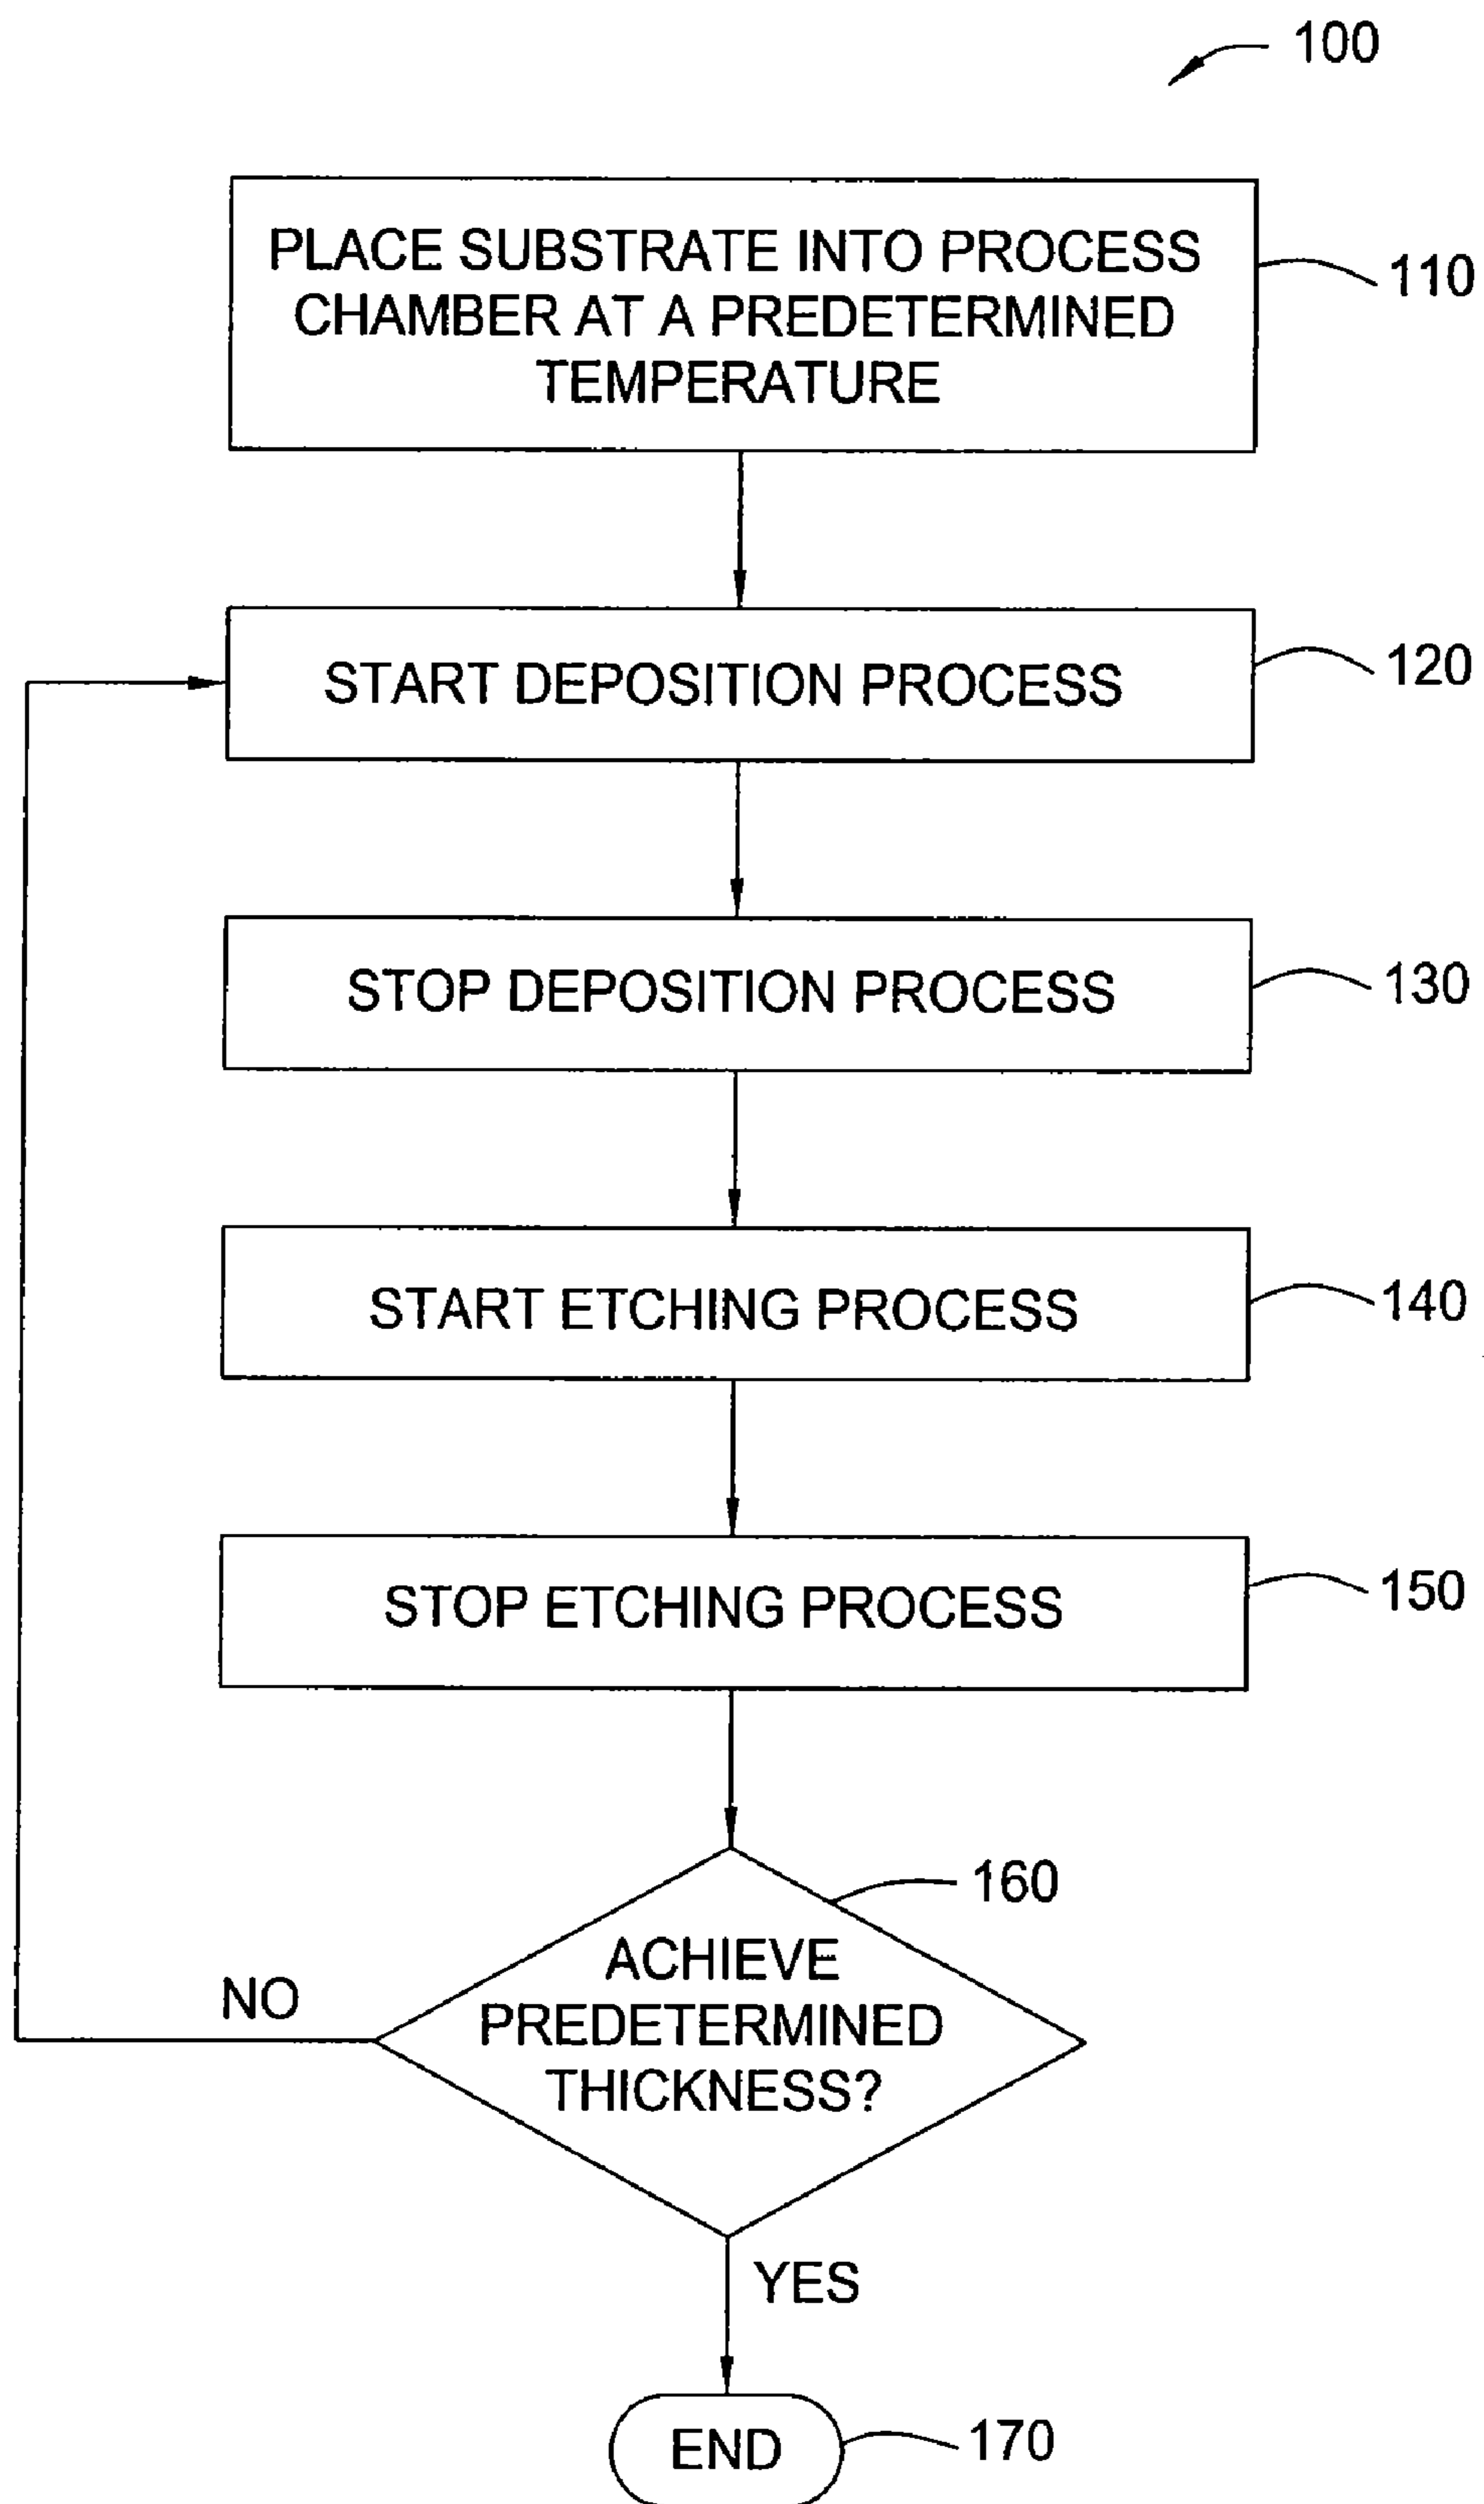 100
PLACE SUBSTRATE INTO PROCESS
CHAMBER AT A PREDETERMINED
TEMPERATURE
110
START DEPOSITION PROCESS
120
STOP DEPOSITION PROCESS
130
START ETCHING PROCESS
140
STOP ETCHING PROCESS
150
160
ACHIEVE
PREDETERMINED
THICKNESS?
NO
YES
END
170